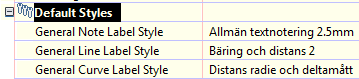 Default Styles
General Note Label Style Allmän textnotering 2.5mm
General Line Label Style Bäring och distans 2
General Curve Label Style Distans radie och deltamått